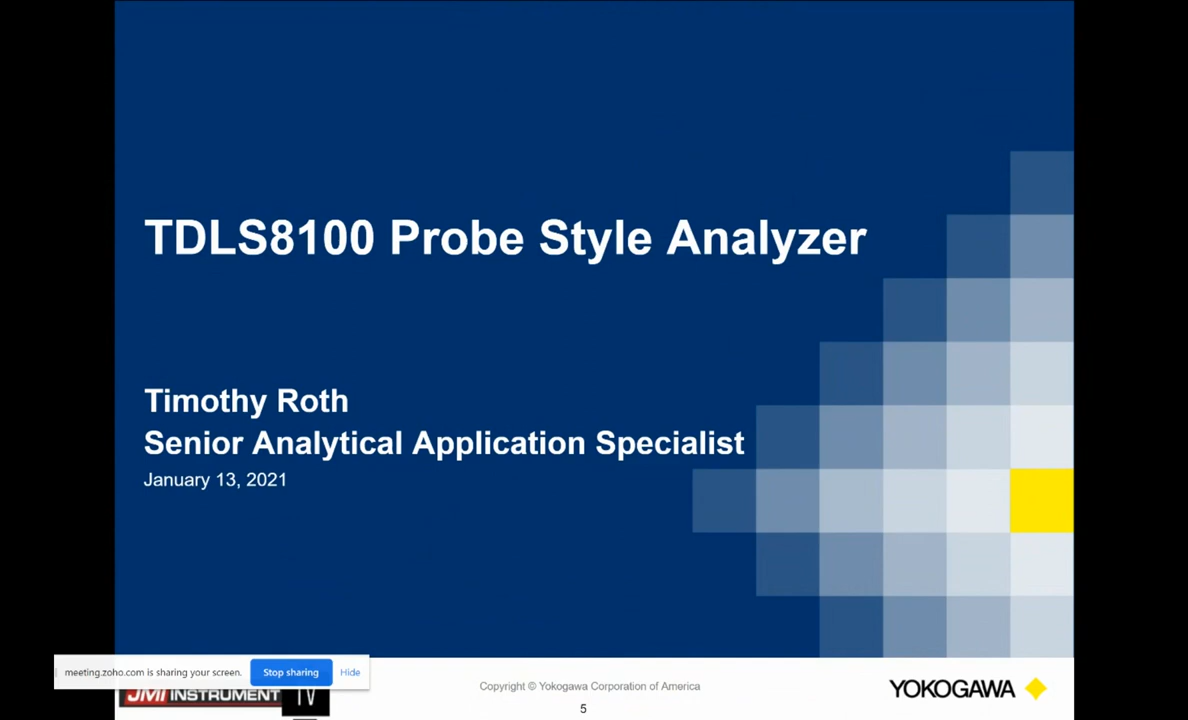 TDLS8100 Probe Style Analyzer
Timothy Roth
Senior Analytical Application Specialist
January 13, 2021
meeting.zoho.com is sharing your screen. Stop sharing Hide
JMI INSTRUMENT TV
Copyright © Yokogawa Corporation of America
YOKOGAWA
5